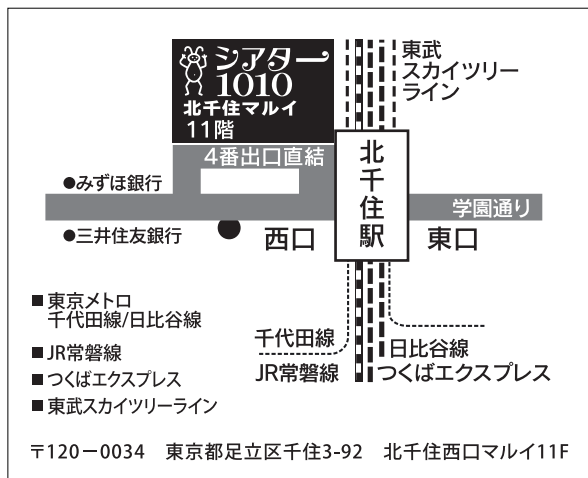 シアター
1010
北千住マルイ
11階
東武
スカイツリー
ライン
4番出口直結
北千住駅
●みずほ銀行
学園通り
●三井住友銀行
西口
東口
■東京メトロ
千代田線/日比谷線
■JR常磐線
■つくばエクスプレス
■東武スカイツリーライン
千代田線
日比谷線
JR常磐線
つくばエクスプレス
〒120−0034　東京都足立区千住3-92　北千住西口マルイ11F